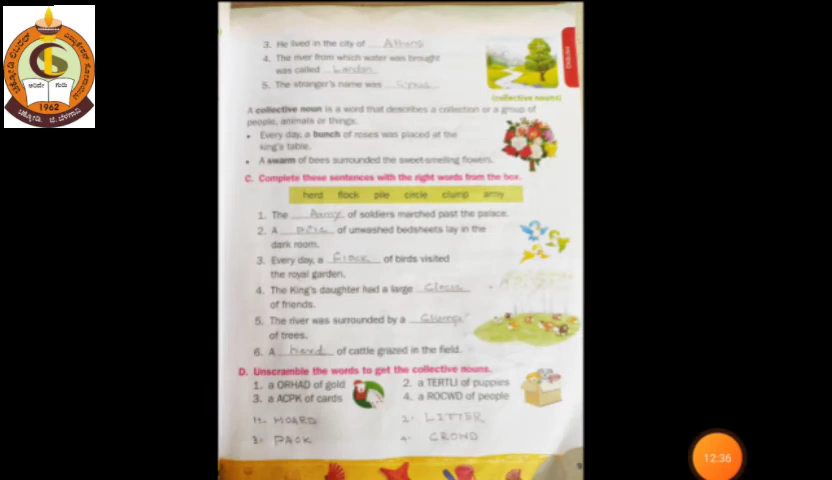 1962
3. He lived in the city of Athens
4. The river from which water was brought
was called London
5. The stranger's name was
ENGLISH
(collective nouns)
A collective noun is a word that describes a collection or a group of
people, animals or things.
• Every day, a bunch of roses was placed at the
king's table.
• A swarm of bees surrounded the sweet-smelling flowers.
C. Complete these sentences with the right words from the box.
herd flock pile circle clump army
1. The Army of soldiers marched past the palace.
2. A pile of unwashed bedsheets lay in the
dark room.
3. Every day, a flock of birds visited
the royal garden.
4. The King's daughter had a large
of friends.
5. The river was surrounded by a Clump
of trees.
6. A herd of cattle grazed in the field.
D. Unscramble the words to get the collective nouns.
1. a ORHAD of gold 2. a TERTLI of puppies
3. a ACPK of cards 4. a ROCWD of people
1. HOARD 2. LITTER
3. PACK 4. CROWD
9
12:36